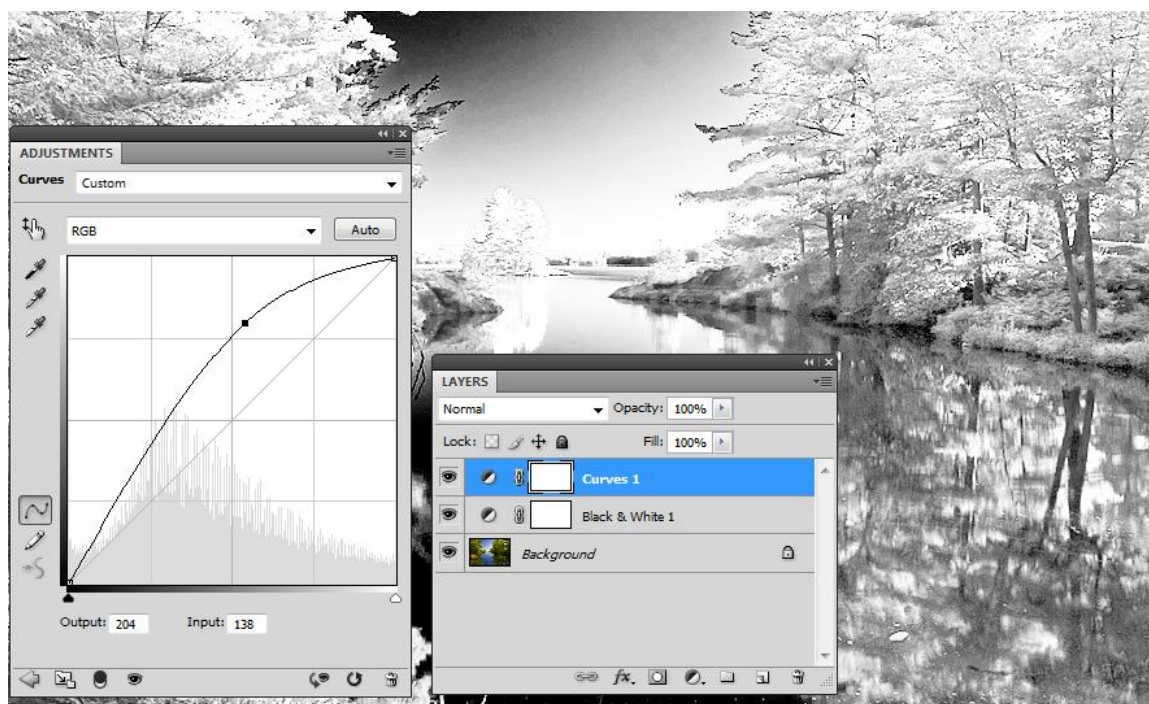 ADJUSTMENTS
Curves Custom
RGB Auto
Output: 204 Input: 138
LAYERS
Normal Opacity: 100%
Lock: Fill: 100%
Curves 1
Black & White 1
Background
fx